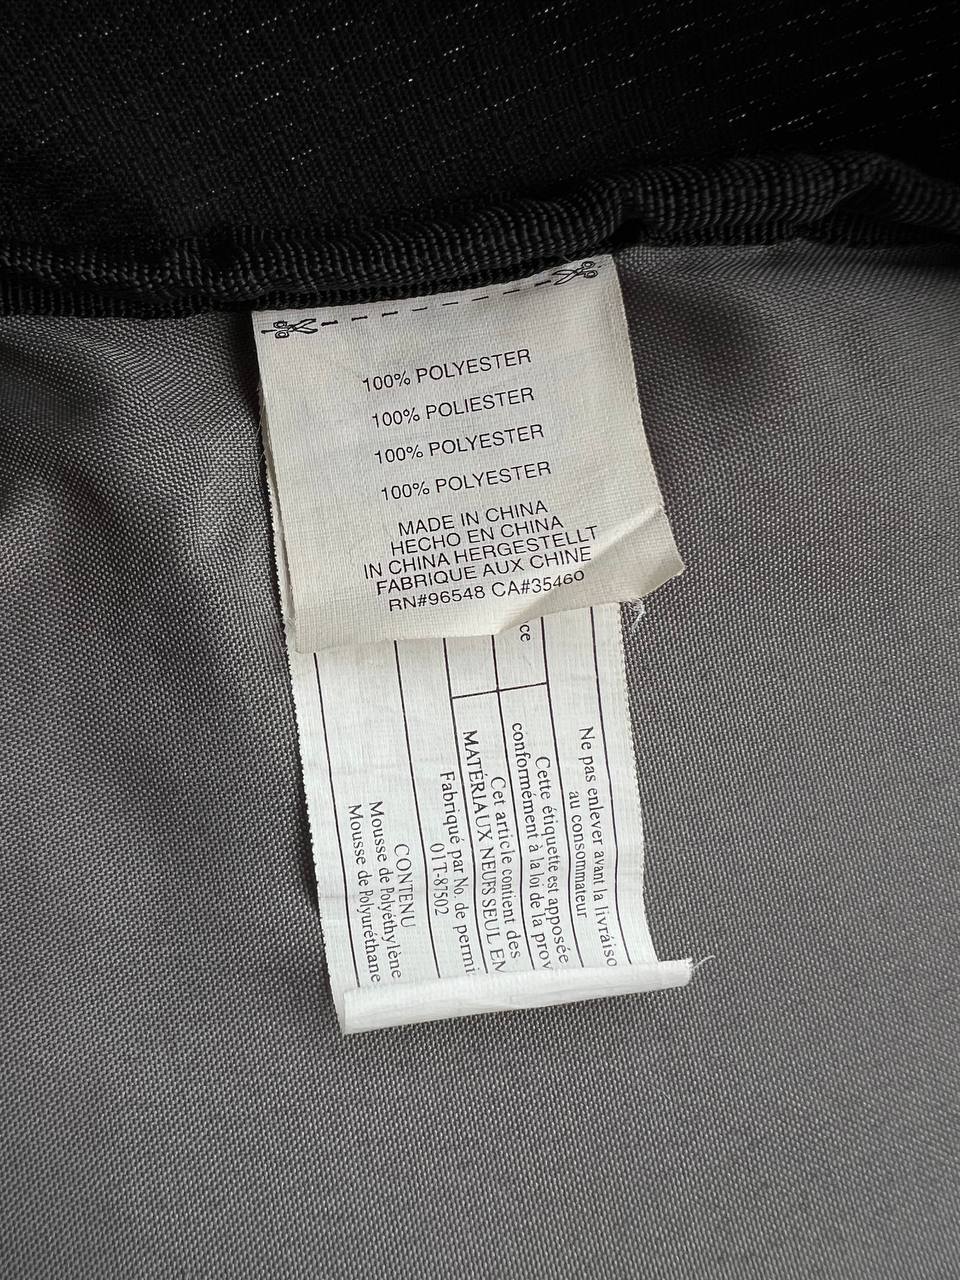 100% POLYESTER
100% POLIESTER
100% POLYESTER
100% POLYESTER
MADE IN CHINA
HECHO EN CHINA
IN CHINA HERGESTELLT
FABRIQUE AUX CHINE
RN#96548 CA#35460
Ne pas enlever avant la livraiso
au consommateur
Cette étiquette est apposée
conformément à la loi de la prov
ce
Cet article contient des
MATÉRIAUX NEUFS SEULEM
Fabriqué par No. de permi
01T-87502
CONTENU
Mousse de Polyéthylène
Mousse de Polyuréthane